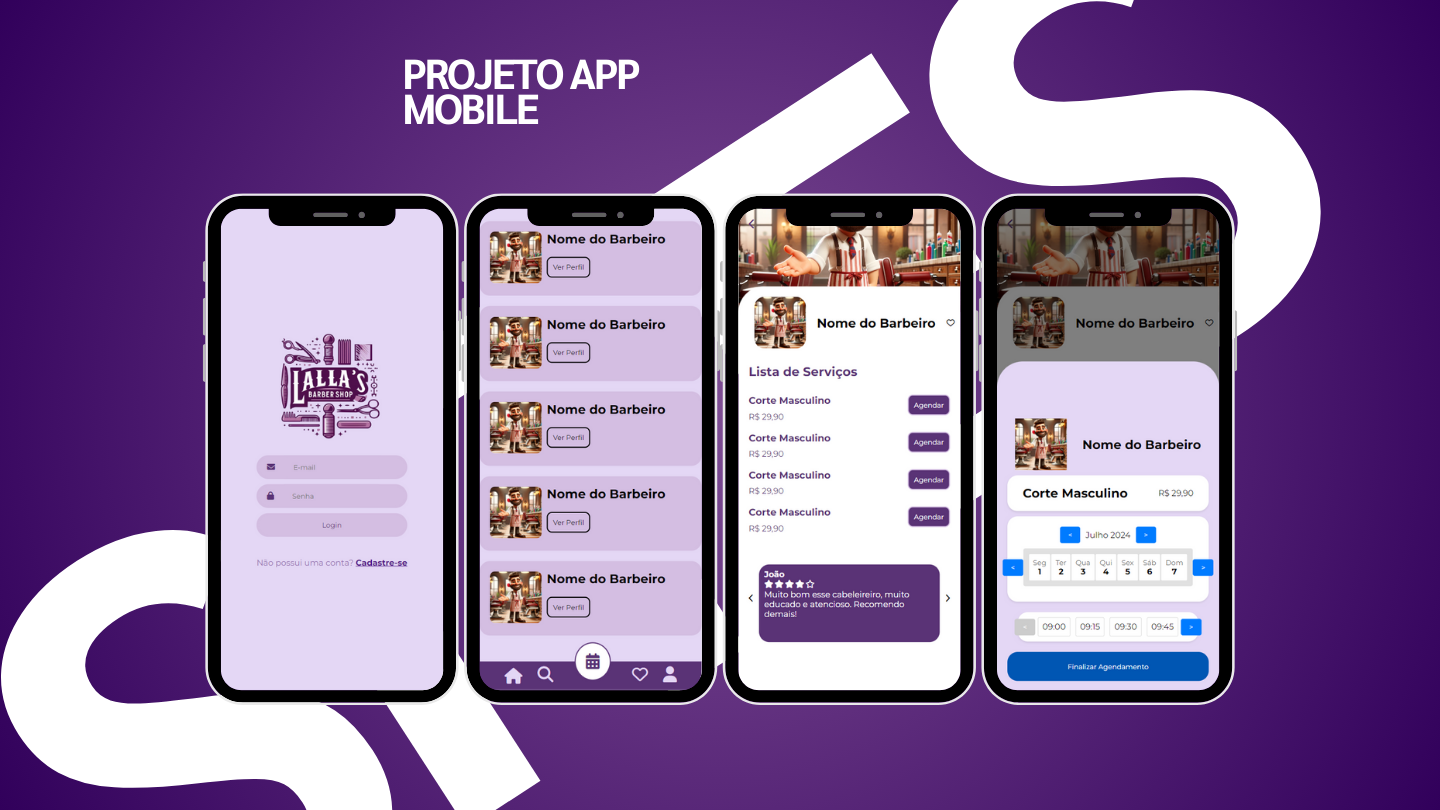 PROJETO APP
MOBILE
LALLA'S
BARBER SHOP
E-mail
Senha
Login
Não possui uma conta? Cadastre-se
Nome do Barbeiro
Ver Perfil
Nome do Barbeiro
Ver Perfil
Nome do Barbeiro
Ver Perfil
Nome do Barbeiro
Ver Perfil
Nome do Barbeiro
Ver Perfil
Nome do Barbeiro
Lista de Serviços
Corte Masculino
R$ 29,90
Agendar
Corte Masculino
R$ 29,90
Agendar
Corte Masculino
R$ 29,90
Agendar
Corte Masculino
R$ 29,90
Agendar
João
Muito bom esse cabeleireiro, muito
educado e atencioso. Recomendo
demais!
Nome do Barbeiro
Nome do Barbeiro
Corte Masculino R$ 29,90
< Julho 2024 >
Seg Ter Qua Qui Sex Sáb Dom
< 1 2 3 4 5 6 7 >
< 09:00 09:15 09:30 09:45 >
Finalizar Agendamento